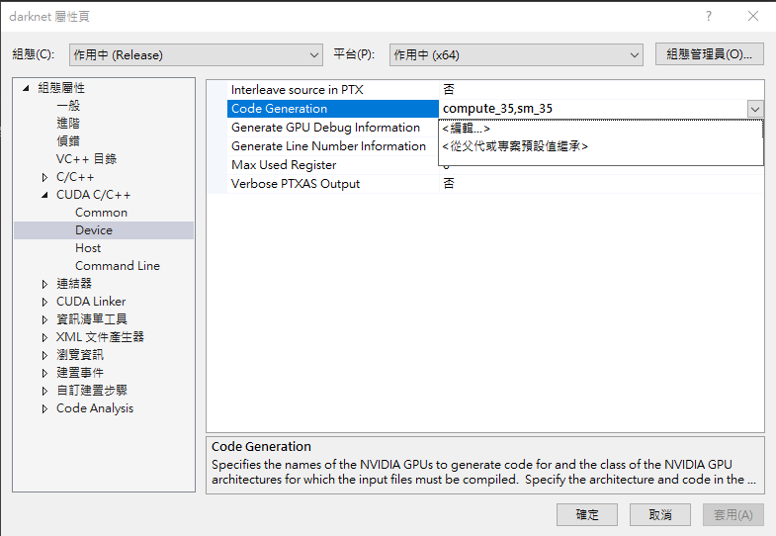 darknet 屬性頁
?
組態(C):
作用中 (Release)
平台(P):
作用中 (x64)
組態管理員(O)...
組態屬性
一般
進階
偵錯
VC++ 目錄
C/C++
CUDA C/C++
Common
Device
Host
Command Line
連結器
CUDA Linker
資訊清單工具
XML 文件產生器
瀏覽資訊
建置事件
自訂建置步驟
Code Analysis
Interleave source in PTX 否
Code Generation compute_35,sm_35
<編輯...>
Generate GPU Debug Information
<從父代或專案預設值繼承>
Generate Line Number Information
Max Used Register
Verbose PTXAS Output 否
Code Generation
Specifies the names of the NVIDIA GPUs to generate code for and the class of the NVIDIA GPU
architectures for which the input files must be compiled.  Specify the architecture and code in the ...
確定
取消
套用(A)